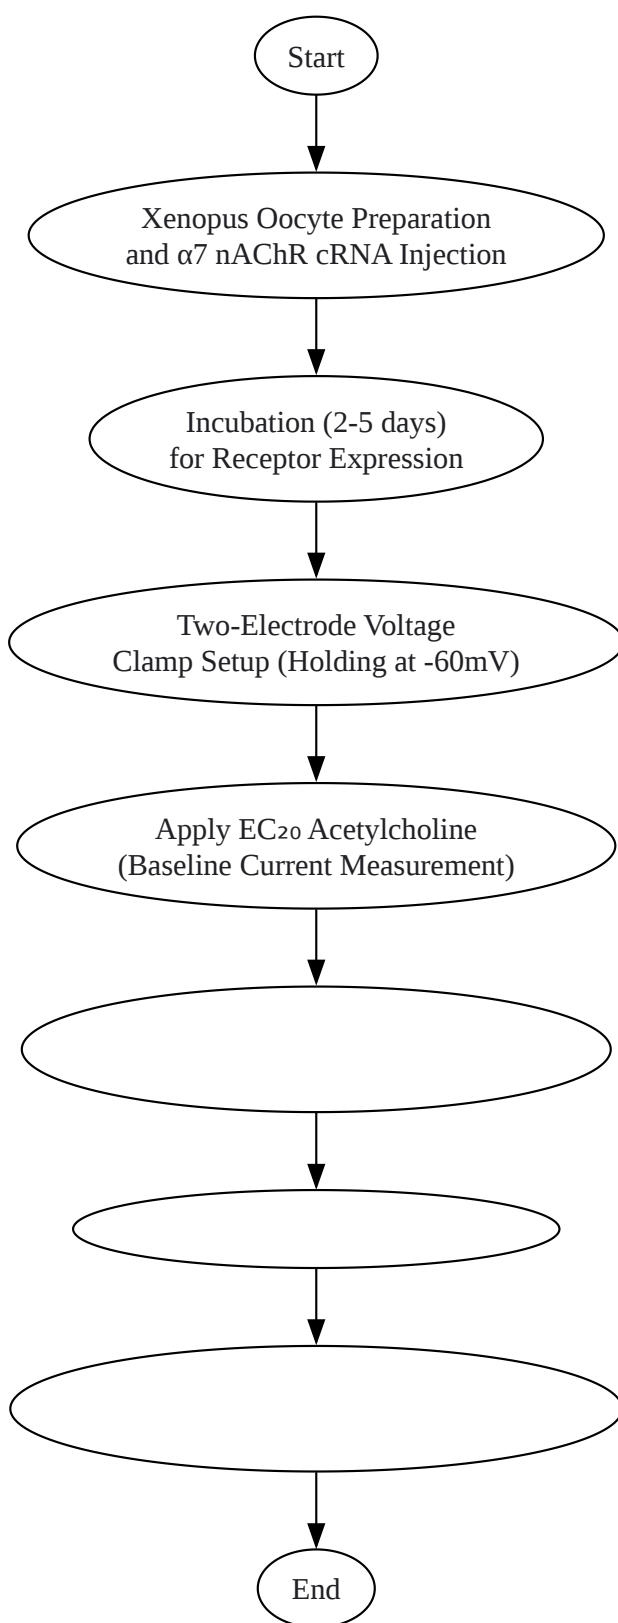 Start
Xenopus Oocyte Preparation
and α7 nAChR cRNA Injection
Incubation (2-5 days)
for Receptor Expression
Two-Electrode Voltage
Clamp Setup (Holding at -60mV)
Apply EC₂₀ Acetylcholine
(Baseline Current Measurement)
End